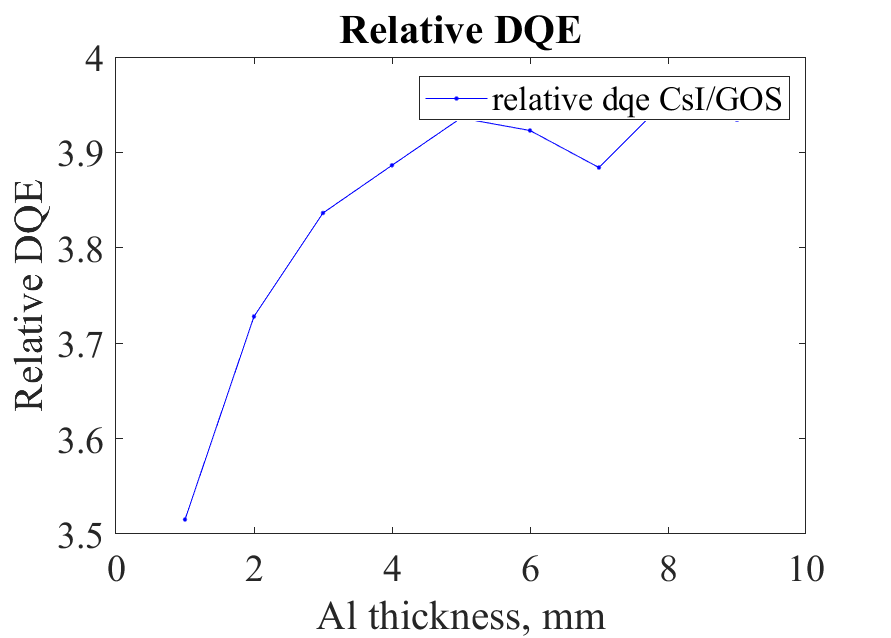 Relative DQE
relative dqe CsI/GOS
4
3.9
3.8
3.7
3.6
3.5
Relative DQE
0 2 4 6 8 10
Al thickness, mm